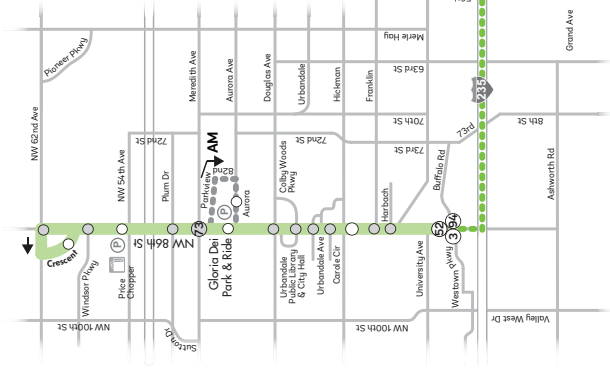 Grand Ave
Merle Hay
Pioneer Pkwy
63rd St
Meredith Ave
Aurora Ave
Douglas Ave
Urbandale
Hickman
Franklin
235
NW 62nd Ave
70th St
8th St
72nd St
72nd St
73rd
AM
73rd St
82nd
NW 54th Ave
Plum Dr
Parkview
Colby Woods
Pkwy
Buffalo Rd
Ashworth Rd
Aurora
Harbach
P
73
52
94
3
NW 86th St
P
Crescent
Gloria Dei
Park & Ride
Windsor Pkwy
Price
Chopper
Urbandale
Public Library
& City Hall
Urbandale Ave
Carole Cir
University Ave
Westown Pkwy
NW 100th St
Sutton Dr
NW 100th St
Valley West Dr